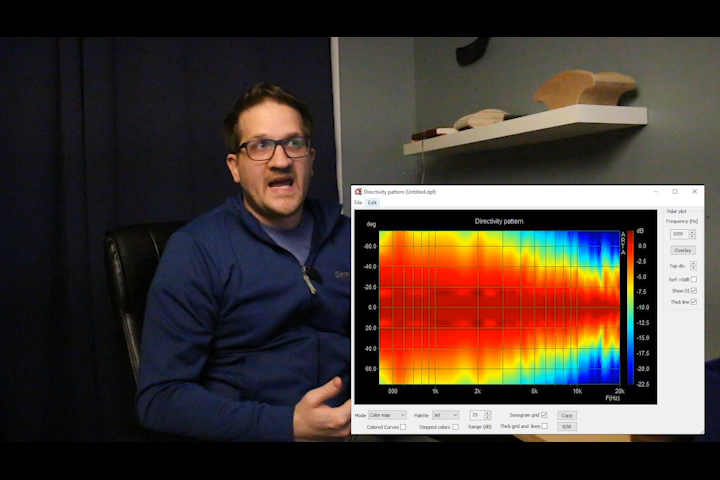 Directivity pattern (Untitled.dpf)
File Edit
Directivity pattern
deg
-60.0
-40.0
-20.0
0.0
20.0
40.0
60.0
500 1k 2k 10k 20k
F(Hz)
ARTA
dB
0.0
-2.5
-5.0
-7.5
-10.0
-12.5
-15.0
-17.5
-20.0
-22.5
Polar plot
Frequency (Hz)
1000
Overlay
Top div.
Ref->0dB
Show DI
Thick line
Mode Color map Palette Jet 25 Sonogram grid Copy
Colored Curves Stepped colors Range (dB) Thick grid and lines B/W